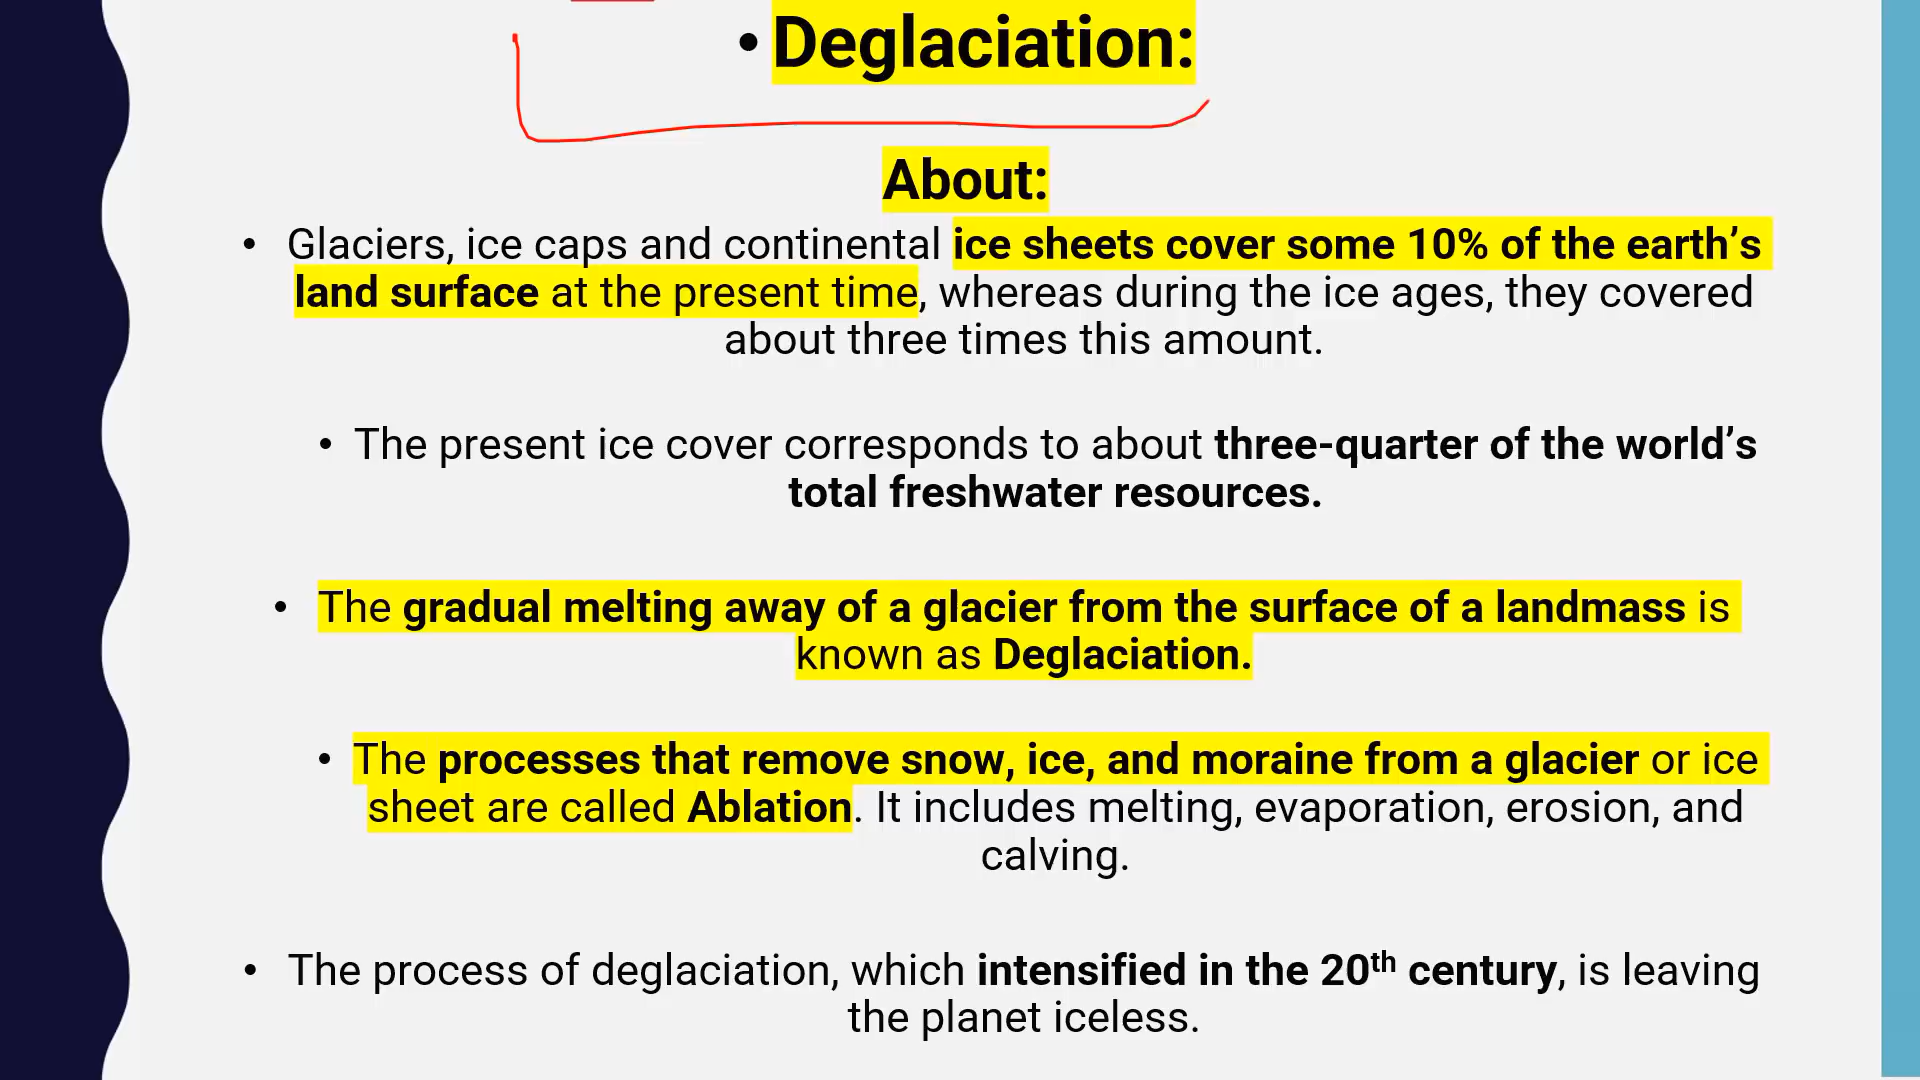 • Deglaciation:
About:
• Glaciers, ice caps and continental ice sheets cover some 10% of the earth’s
land surface at the present time, whereas during the ice ages, they covered
about three times this amount.
• The present ice cover corresponds to about three-quarter of the world’s
total freshwater resources.
• The gradual melting away of a glacier from the surface of a landmass is
known as Deglaciation.
• The processes that remove snow, ice, and moraine from a glacier or ice
sheet are called Ablation. It includes melting, evaporation, erosion, and
calving.
• The process of deglaciation, which intensified in the 20th century, is leaving
the planet iceless.